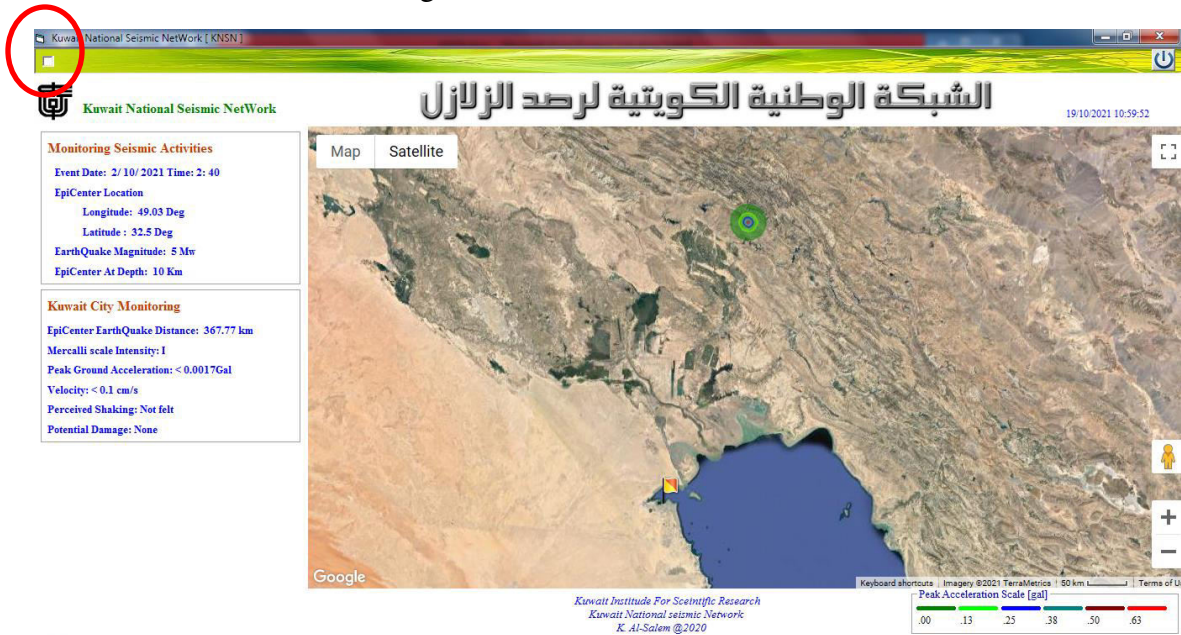 Kuwait National Seismic NetWork [ KNSN ]
Kuwait National Seismic NetWork
الشبكة الوطنية الكويتية لرصد الزلازل
19/10/2021 10:59:52
Monitoring Seismic Activities
Event Date: 2/ 10/ 2021 Time: 2: 40
EpiCenter Location
Longitude: 49.03 Deg
Latitude : 32.5 Deg
EarthQuake Magnitude: 5 Mw
EpiCenter At Depth: 10 Km
Kuwait City Monitoring
EpiCenter EarthQuake Distance: 367.77 km
Mercalli scale Intensity: I
Peak Ground Acceleration: < 0.0017Gal
Velocity: < 0.1 cm/s
Perceived Shaking: Not felt
Potential Damage: None
Map Satellite
Google
Keyboard shortcuts Imagery ©2021 TerraMetrics 50 km Terms of U
Kuwait Institude For Sceintific Research
Kuwait National seismic Network
K. Al-Salem @2020
Peak Acceleration Scale [gal]
.00 .13 .25 .38 .50 .63